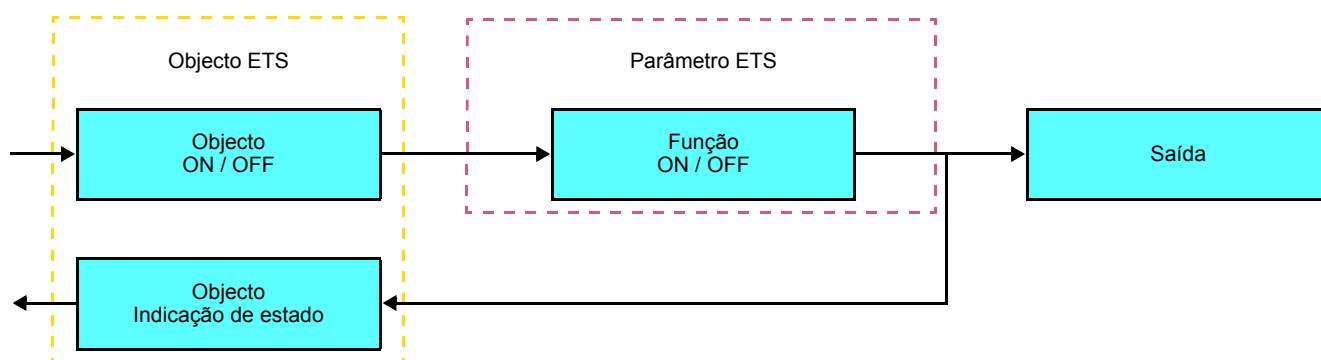 Objecto ETS
Parâmetro ETS
Objecto
ON / OFF
Função
ON / OFF
Saída
Objecto
Indicação de estado